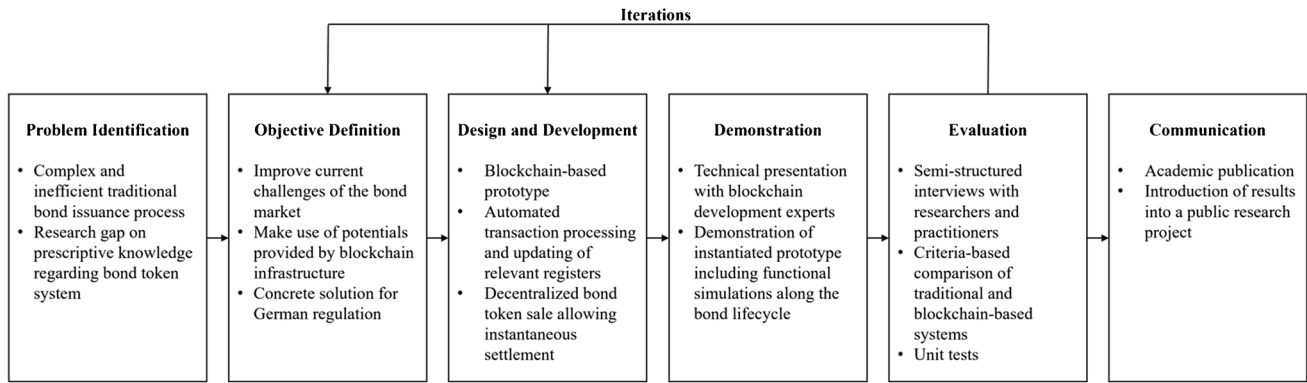 Iterations
Problem Identification
• Complex and
inefficient traditional
bond issuance process
• Research gap on
prescriptive knowledge
regarding bond token
system
Objective Definition
• Improve current
challenges of the bond
market
• Make use of potentials
provided by blockchain
infrastructure
• Concrete solution for
German regulation
Design and Development
• Blockchain-based
prototype
• Automated
transaction processing
and updating of
relevant registers
• Decentralized bond
token sale allowing
instantaneous
settlement
Demonstration
• Technical presentation
with blockchain
development experts
• Demonstration of
instantiated prototype
including functional
simulations along the
bond lifecycle
Evaluation
• Semi-structured
interviews with
researchers and
practitioners
• Criteria-based
comparison of
traditional and
blockchain-based
systems
• Unit tests
Communication
• Academic publication
• Introduction of results
into a public research
project